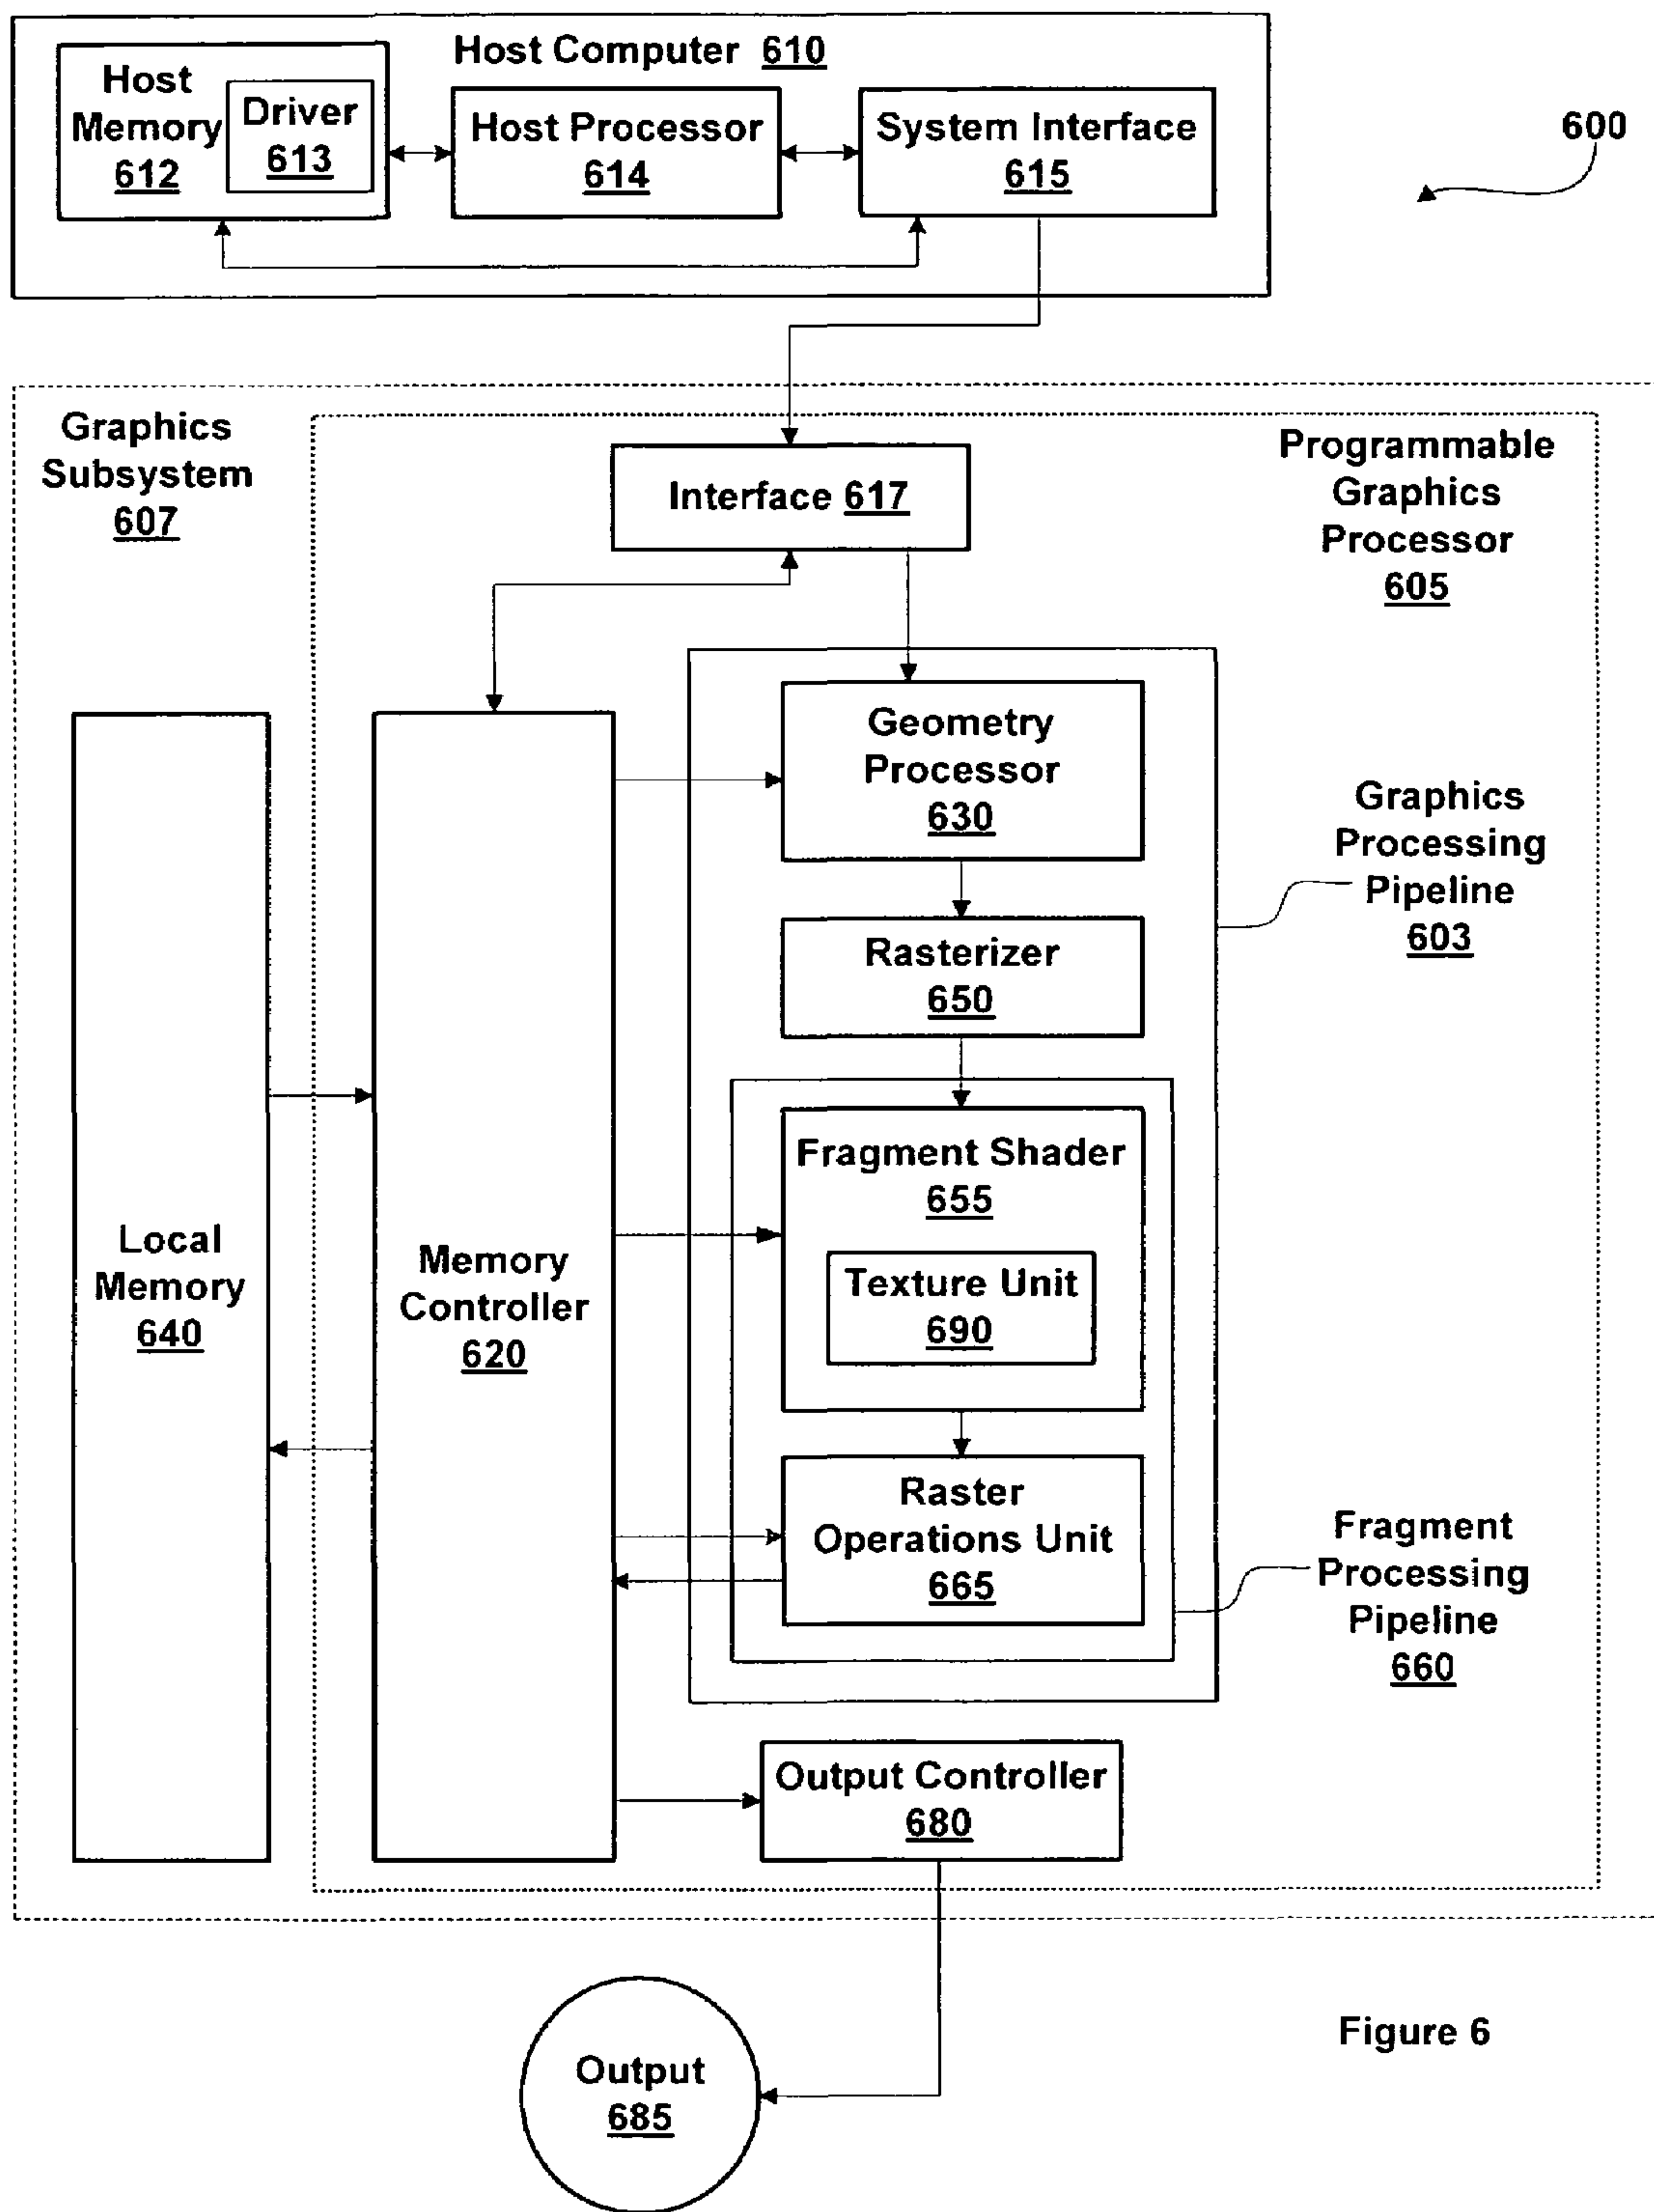 Host Computer 610
Host
Memory
612
Driver
613
Host Processor
614
System Interface
615
600
Graphics
Subsystem
607
Interface 617
Programmable
Graphics
Processor
605
Geometry
Processor
630
Graphics
Processing
Pipeline
603
Rasterizer
650
Fragment Shader
655
Texture Unit
690
Local
Memory
640
Memory
Controller
620
Raster
Operations Unit
665
Fragment
Processing
Pipeline
660
Output Controller
680
Output
685
Figure 6